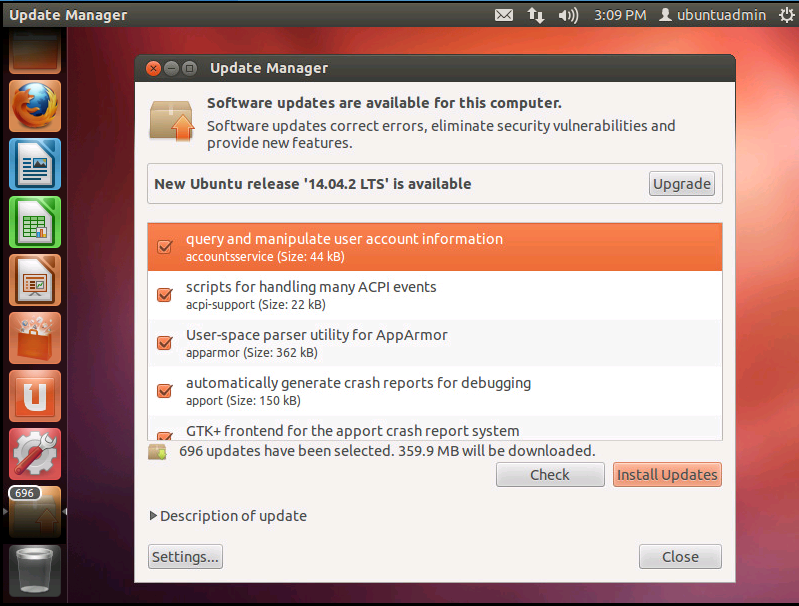 Update Manager
3:09 PM ubuntuadmin
Update Manager
Software updates are available for this computer.
Software updates correct errors, eliminate security vulnerabilities and
provide new features.
New Ubuntu release '14.04.2 LTS' is available Upgrade
query and manipulate user account information
accountsservice (Size: 44 kB)
scripts for handling many ACPI events
acpi-support (Size: 22 kB)
User-space parser utility for AppArmor
apparmor (Size: 362 kB)
automatically generate crash reports for debugging
apport (Size: 150 kB)
GTK+ frontend for the apport crash report system
696 updates have been selected. 359.9 MB will be downloaded.
Check Install Updates
696
Description of update
Settings... Close